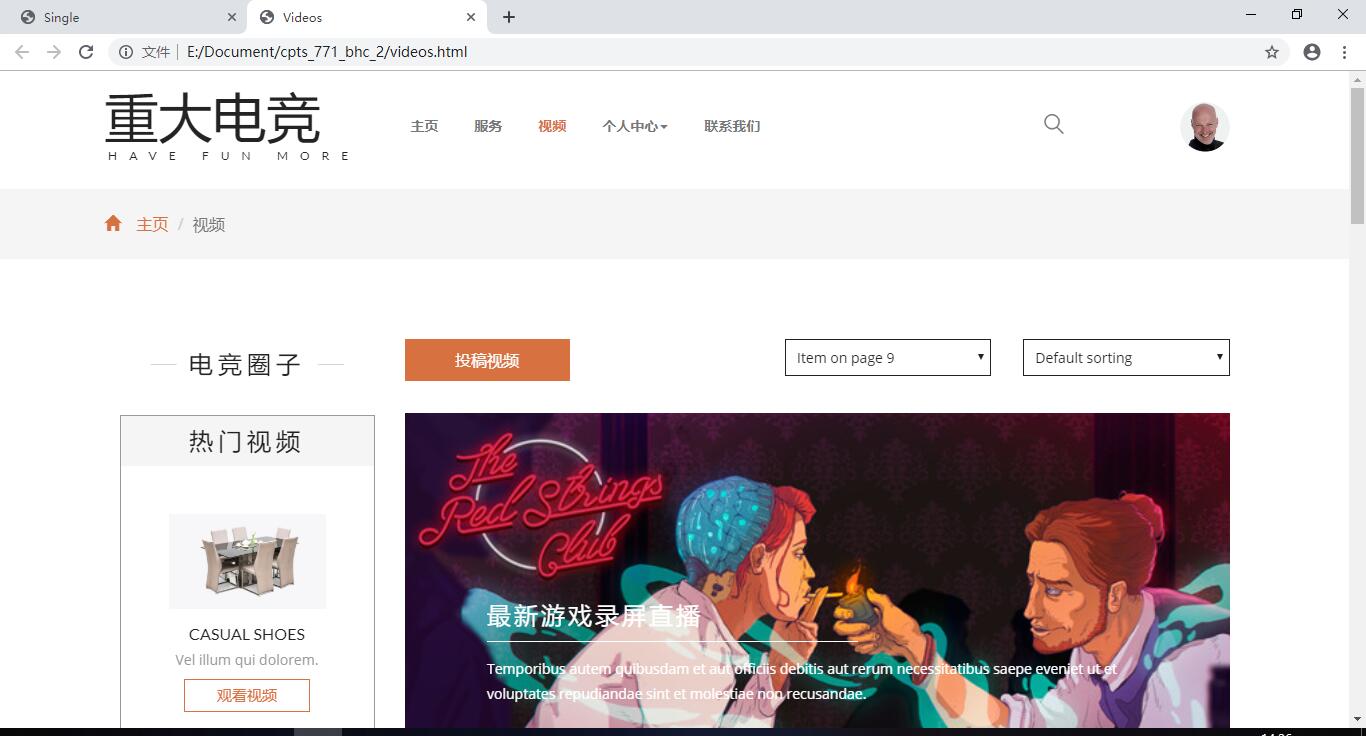 Single
Videos
文件
E:/Document/cpts_771_bhc_2/videos.html
重大电竞
HAVE FUN MORE
主页 服务 视频 个人中心 联系我们
主页 / 视频
电竞圈子
投稿视频
Item on page 9
Default sorting
热门视频
CASUAL SHOES
Vel illum qui dolorem.
观看视频
The
Red Strings
Club
最新游戏录屏直播
Temporibus autem quibusdam et aut officiis debitis aut rerum necessitatibus saepe eveniet ut et
voluptates repudiandae sint et molestiae non recusandae.